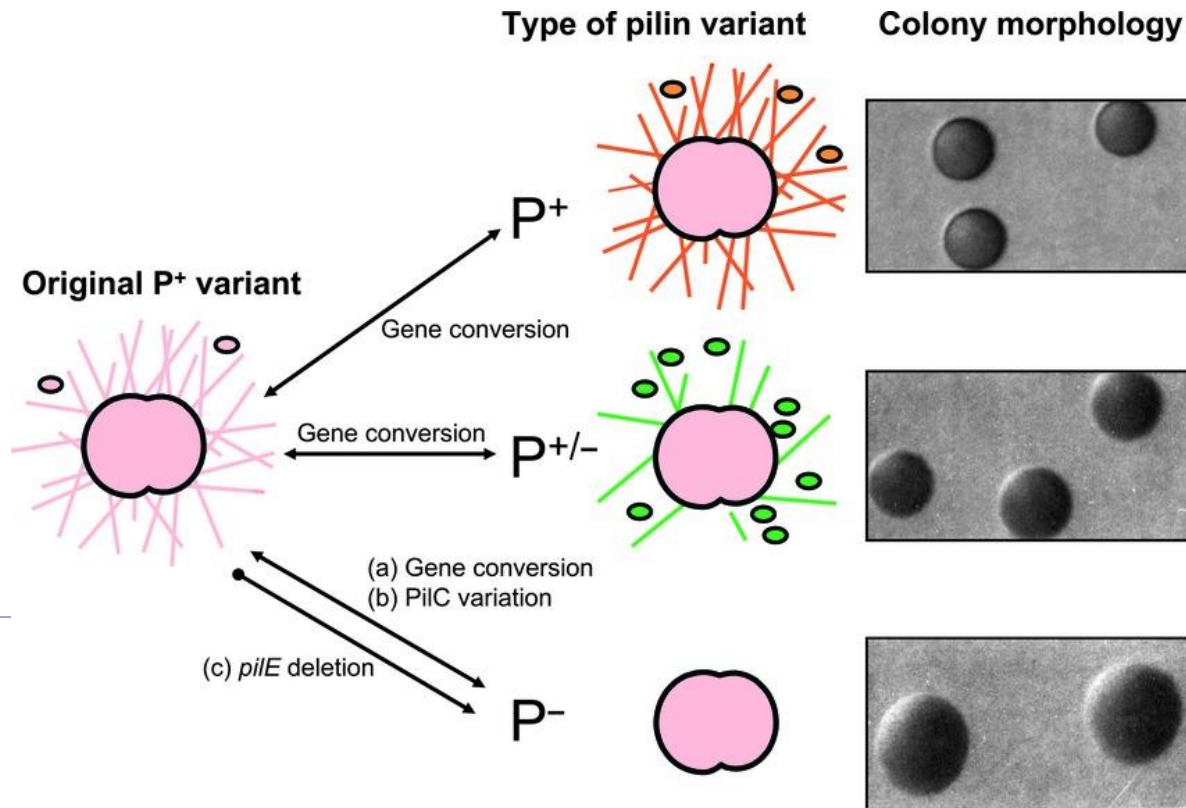 Type of pilin variant
Colony morphology
P+
Original P+ variant
Gene conversion
Gene conversion
P+/–
(a) Gene conversion
(b) PilC variation
(c) pilE deletion
P–